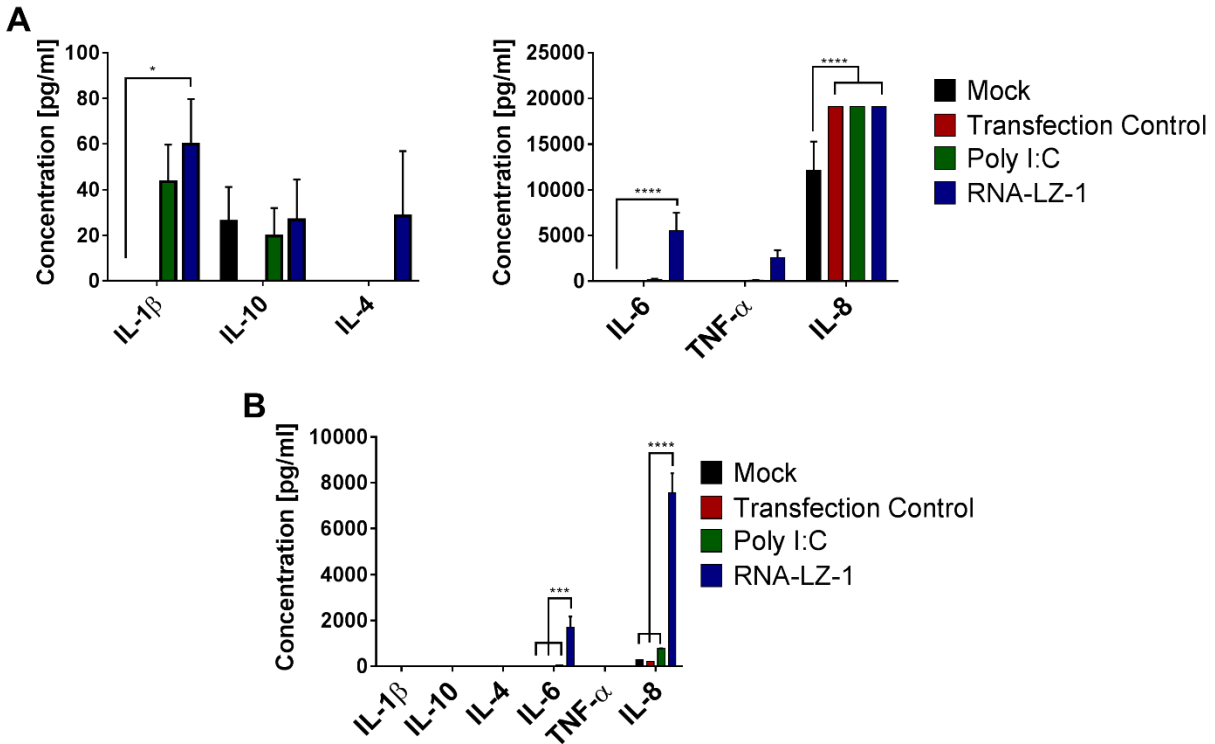 A
Concentration [pg/ml]
100
80
60
40
20
0
*
IL-1β
IL-10
IL-4
Concentration [pg/ml]
25000
20000
15000
10000
5000
0
****
****
IL-6
TNF-α
IL-8
Mock
Transfection Control
Poly I:C
RNA-LZ-1
B
Concentration [pg/ml]
10000
8000
6000
4000
2000
0
***
****
IL-1β
IL-10
IL-4
IL-6
TNF-α
IL-8
Mock
Transfection Control
Poly I:C
RNA-LZ-1